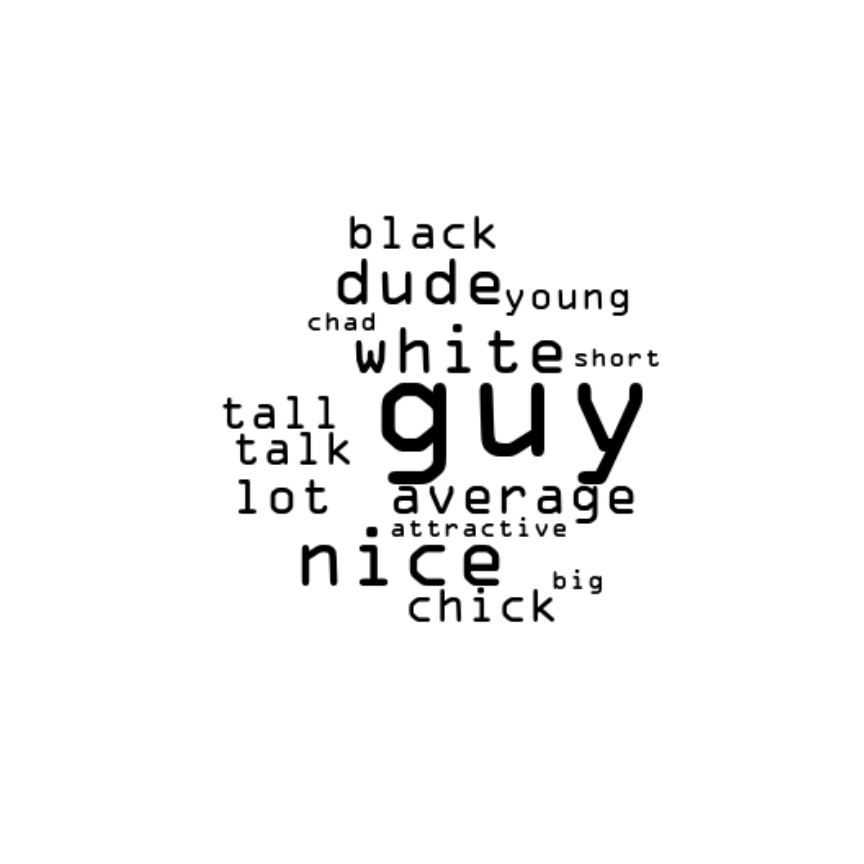 black
dude
young
chad
white
short
guy
tall
talk
lot
average
attractive
nice
big
chick